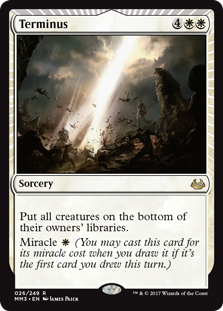 Terminus 4
Sorcery
Put all creatures on the bottom of
their owners' libraries.
Miracle (You may cast this card for
its miracle cost when you draw it if it's
the first card you drew this turn.)
026/249 R
MM3 • EN JAMES PAICK ™ & © 2017 Wizards of the Coast